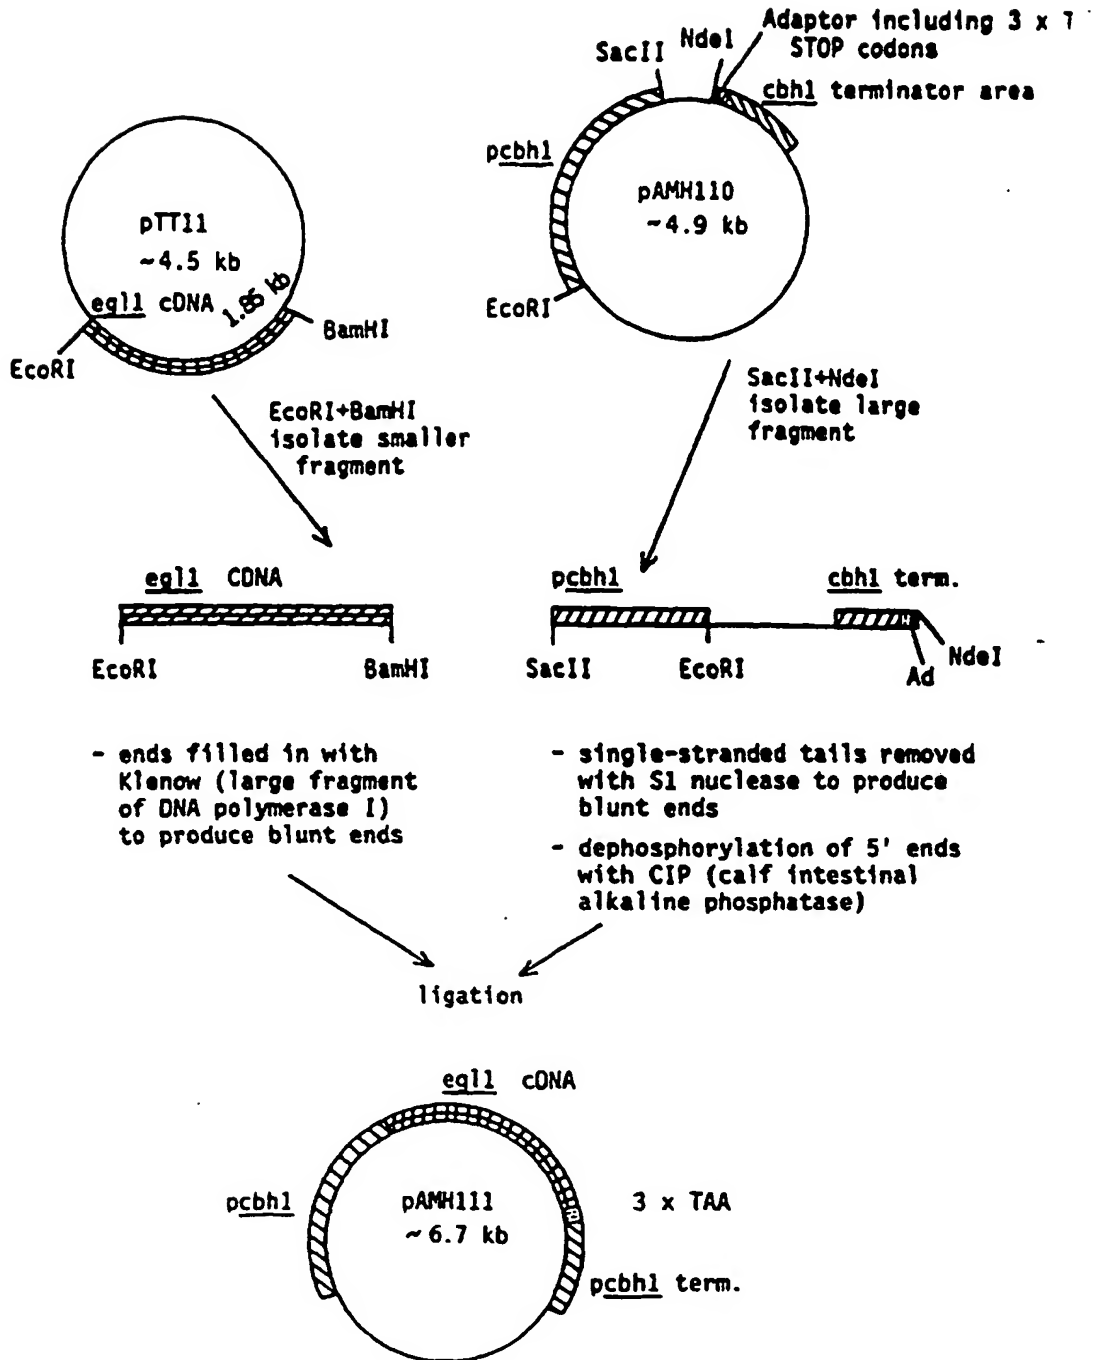 Adaptor including 3 x T
STOP codons
SacII
NdeI
cbh1 terminator area
pcbh1
pAMH110
~4.9 kb
EcoRI
pTT11
~4.5 kb
egl1 cDNA
1.85 kb
BamHI
EcoRI
EcoRI+BamHI
isolate smaller
fragment
SacII+NdeI
isolate large
fragment
egl1 CDNA
EcoRI
BamHI
pcbh1
cbh1 term.
SacII
EcoRI
Ad
NdeI
- ends filled in with
Klenow (large fragment
of DNA polymerase I)
to produce blunt ends
- single-stranded tails removed
with S1 nuclease to produce
blunt ends
- dephosphorylation of 5' ends
with CIP (calf intestinal
alkaline phosphatase)
ligation
egl1 cDNA
pcbh1
pAMH111
~6.7 kb
3 x TAA
pcbh1 term.